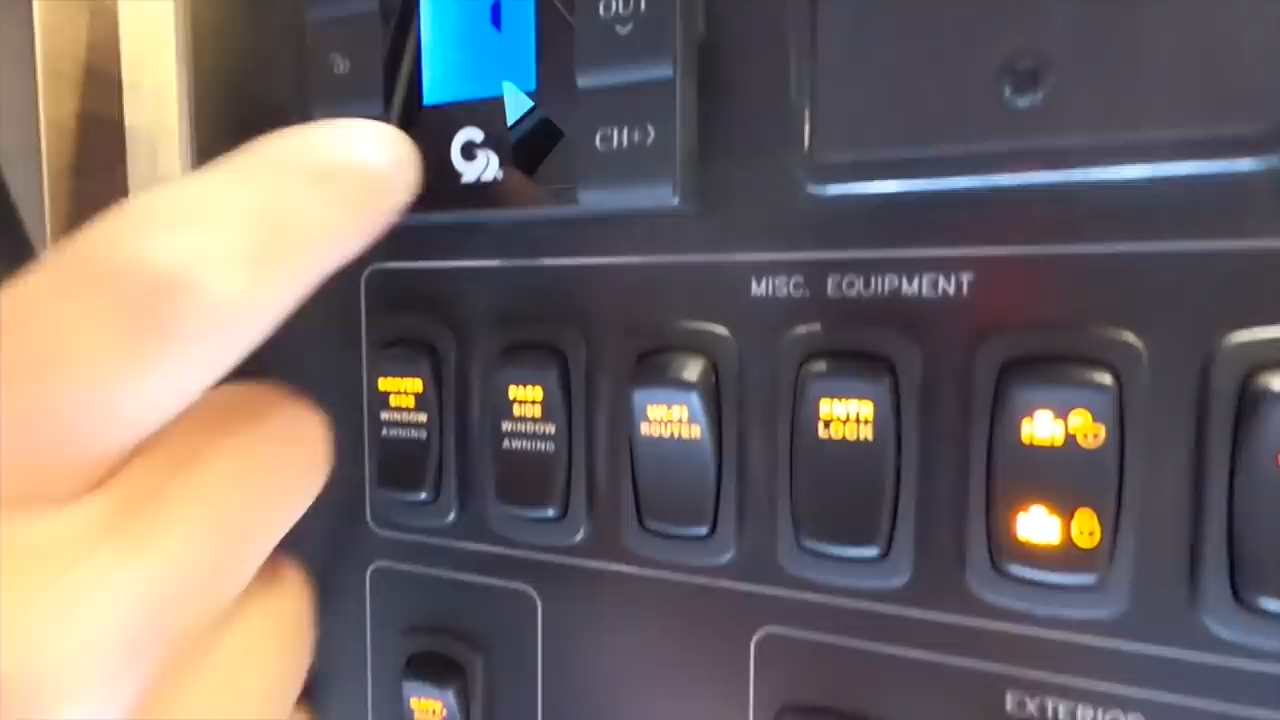 OUT
CH+
MISC. EQUIPMENT
DRIVER
SIDE
WINDOW
AWNING
PASS
SIDE
WINDOW
AWNING
WI-FI
ROUTER
ENTR
LOCK
EXTERIOR